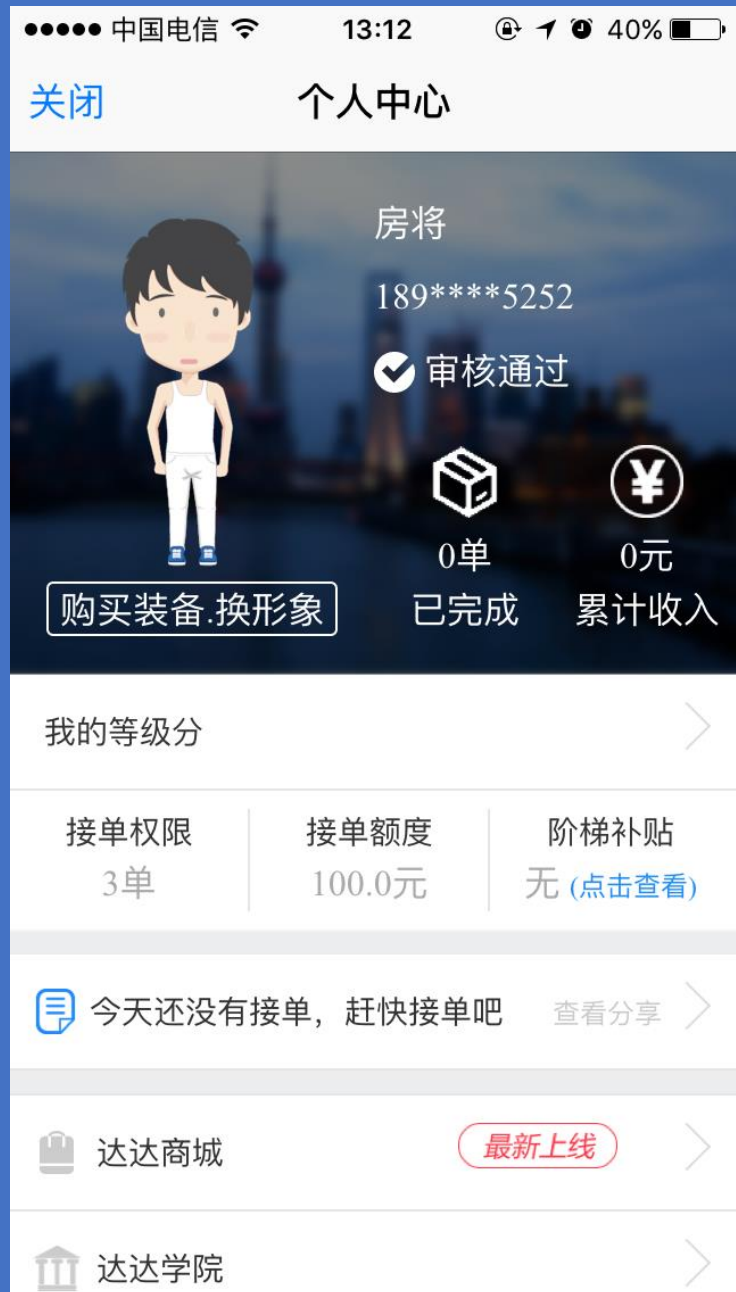 中国电信 13:12 40%
关闭 个人中心
房将
189****5252
审核通过
0单 0元
购买装备.换形象 已完成 累计收入
我的等级分
接单权限 接单额度 阶梯补贴
3单 100.0元 无 (点击查看)
今天还没有接单，赶快接单吧 查看分享
达达商城 最新上线
达达学院